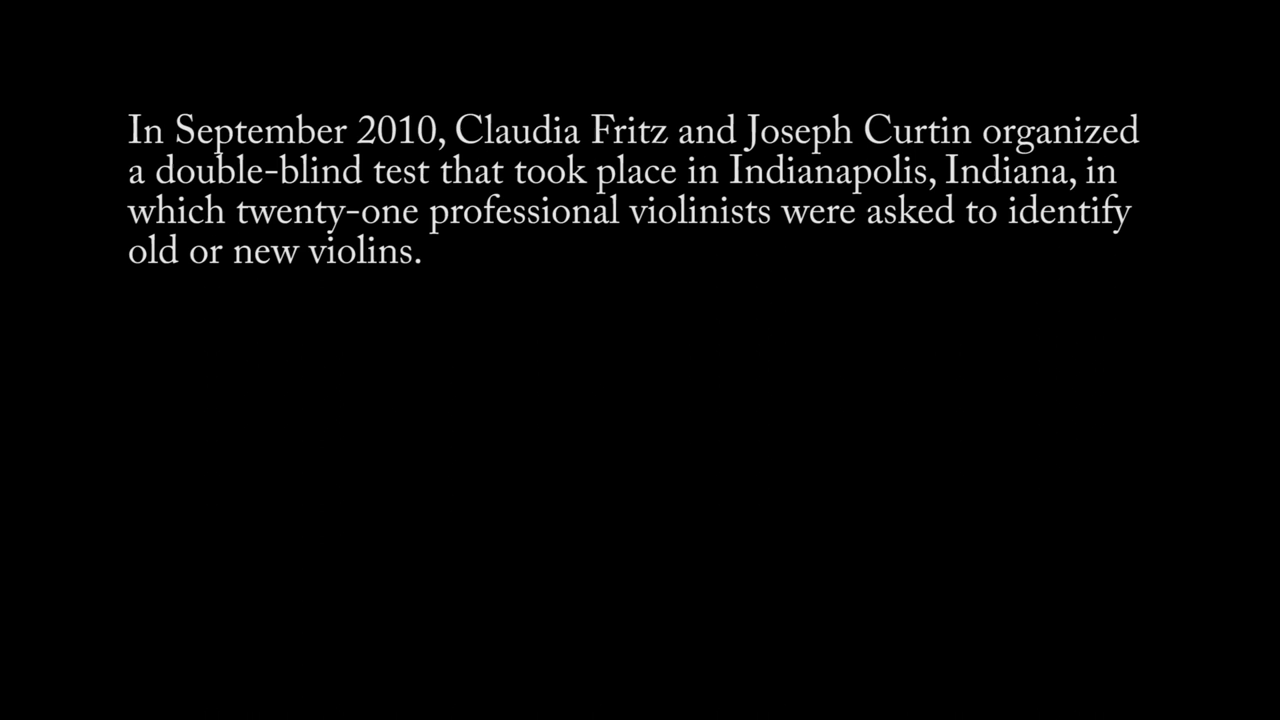 In September 2010, Claudia Fritz and Joseph Curtin organized
a double-blind test that took place in Indianapolis, Indiana, in
which twenty-one professional violinists were asked to identify
old or new violins.